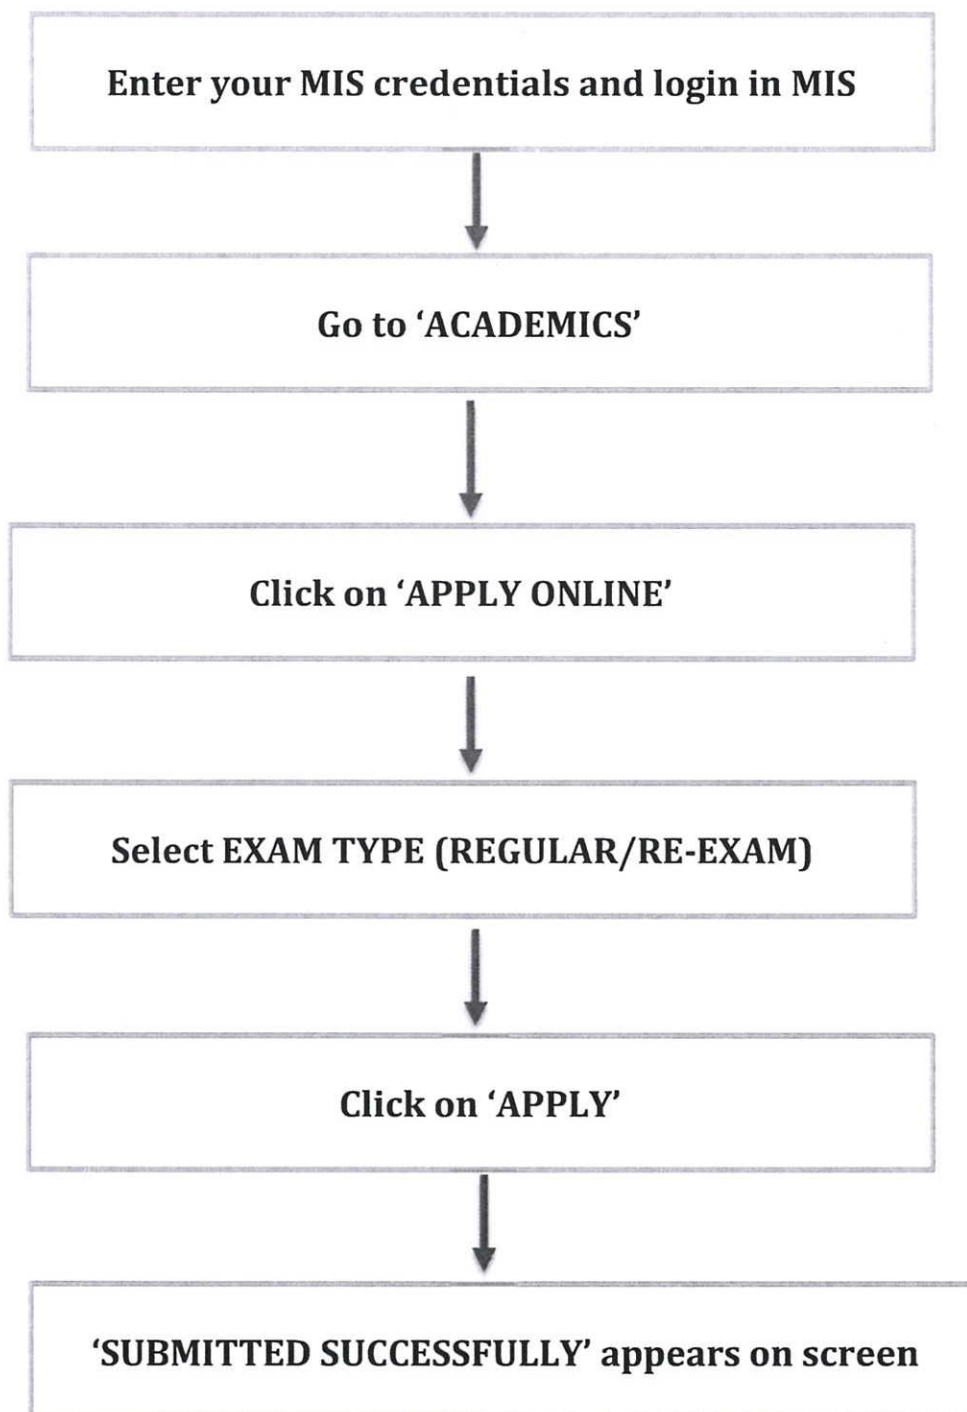 Enter your MIS credentials and login in MIS
Go to ‘ACADEMICS’
Click on ‘APPLY ONLINE’
Select EXAM TYPE (REGULAR/RE-EXAM)
Click on ‘APPLY’
‘SUBMITTED SUCCESSFULLY’ appears on screen